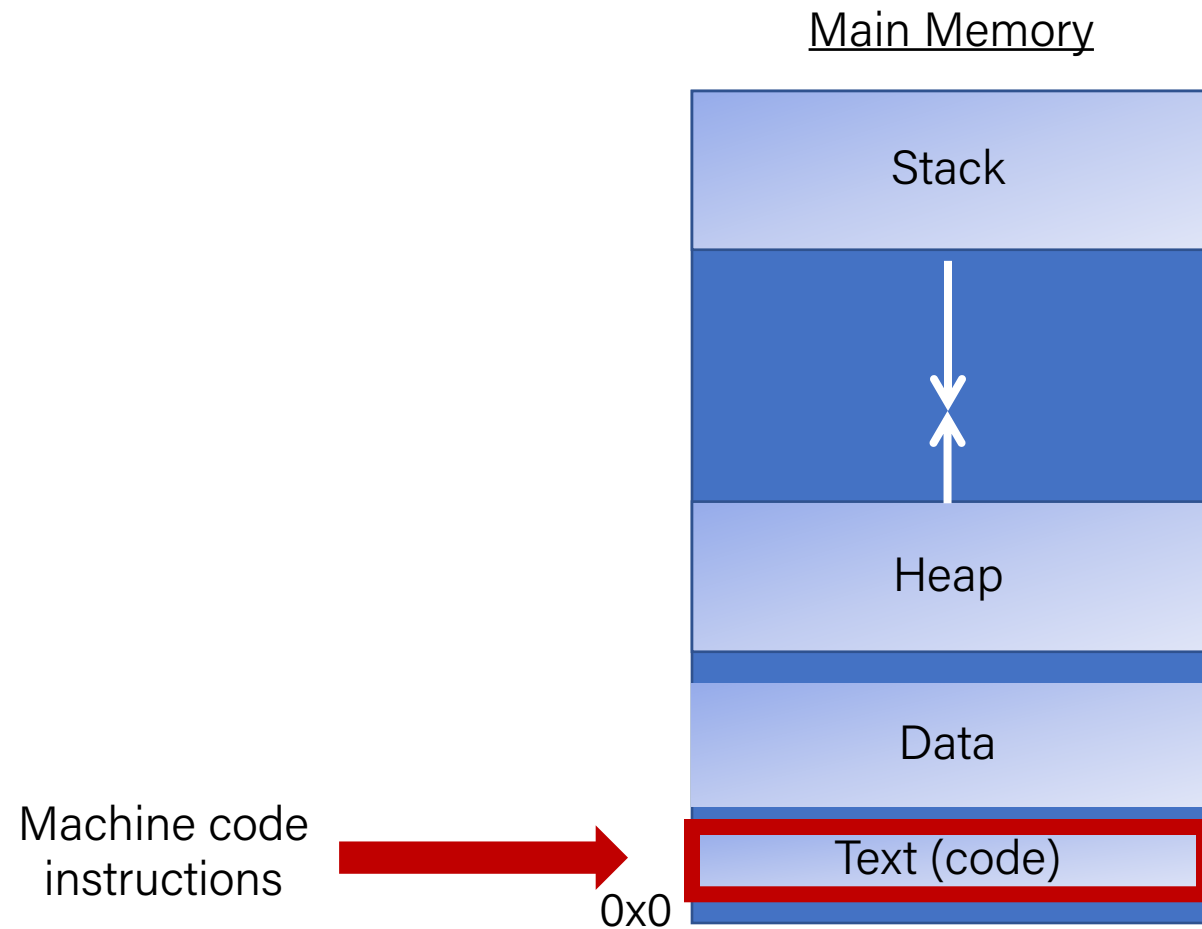 Main Memory
Stack
Heap
Data
Machine code
instructions
Text (code)
0x0